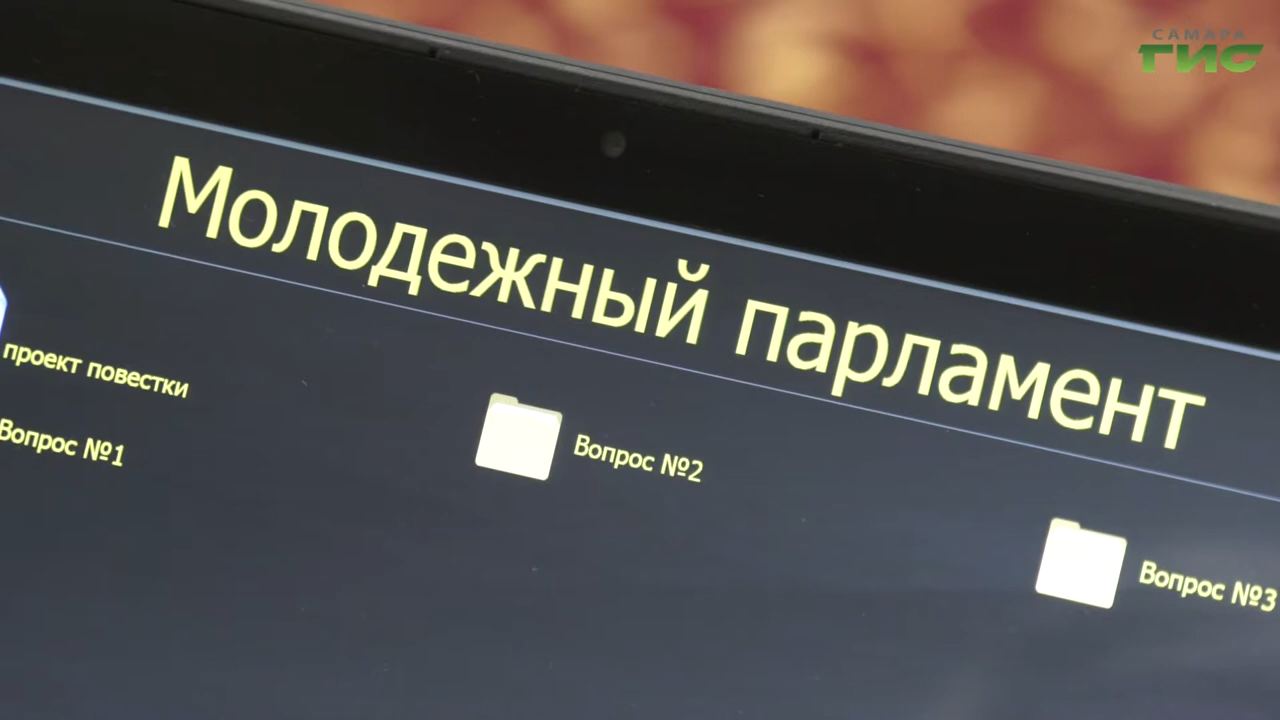 САМАРА
ГИС
Молодежный парламент
проект повестки
Вопрос №1
Вопрос №2
Вопрос №3